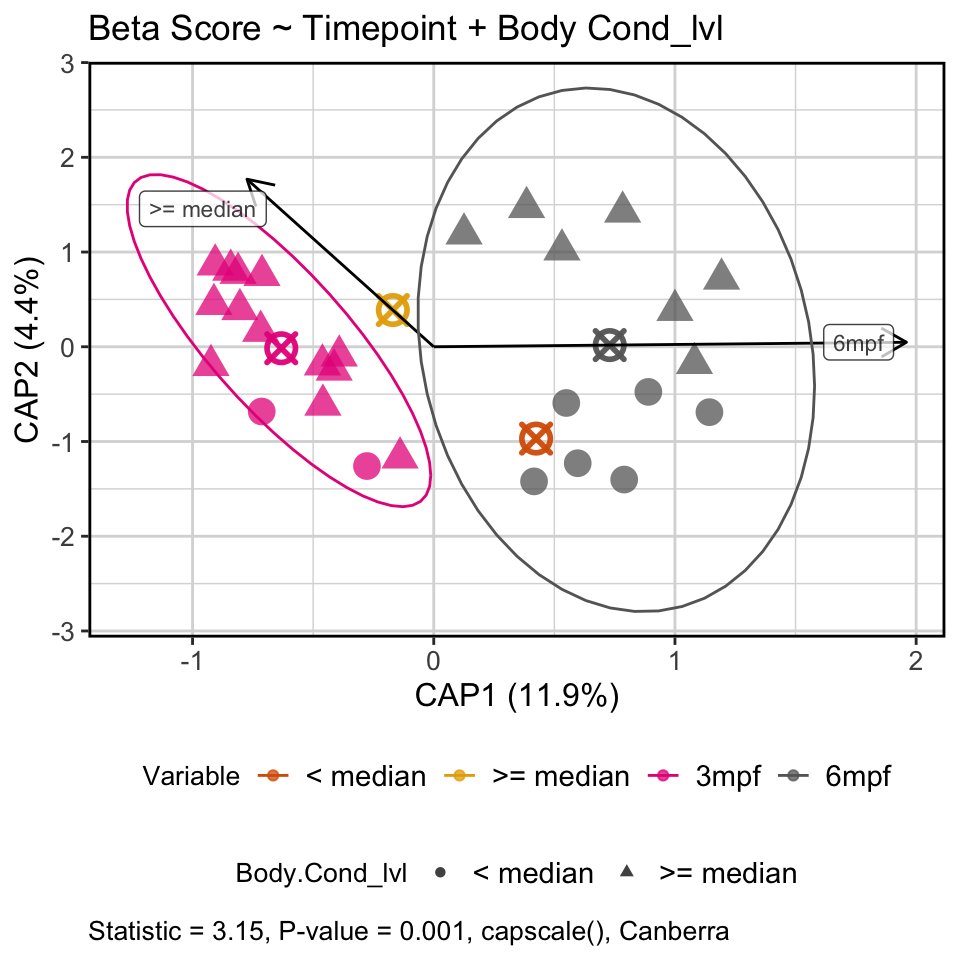 Beta Score ~ Timepoint + Body Cond_lvl
3
2
1
0
-1
-2
-3
CAP2 (4.4%)
>= median
6mpf
-1
0
1
2
CAP1 (11.9%)
Variable < median >= median 3mpf 6mpf
Body.Cond_lvl < median >= median
Statistic = 3.15, P-value = 0.001, capscale(), Canberra